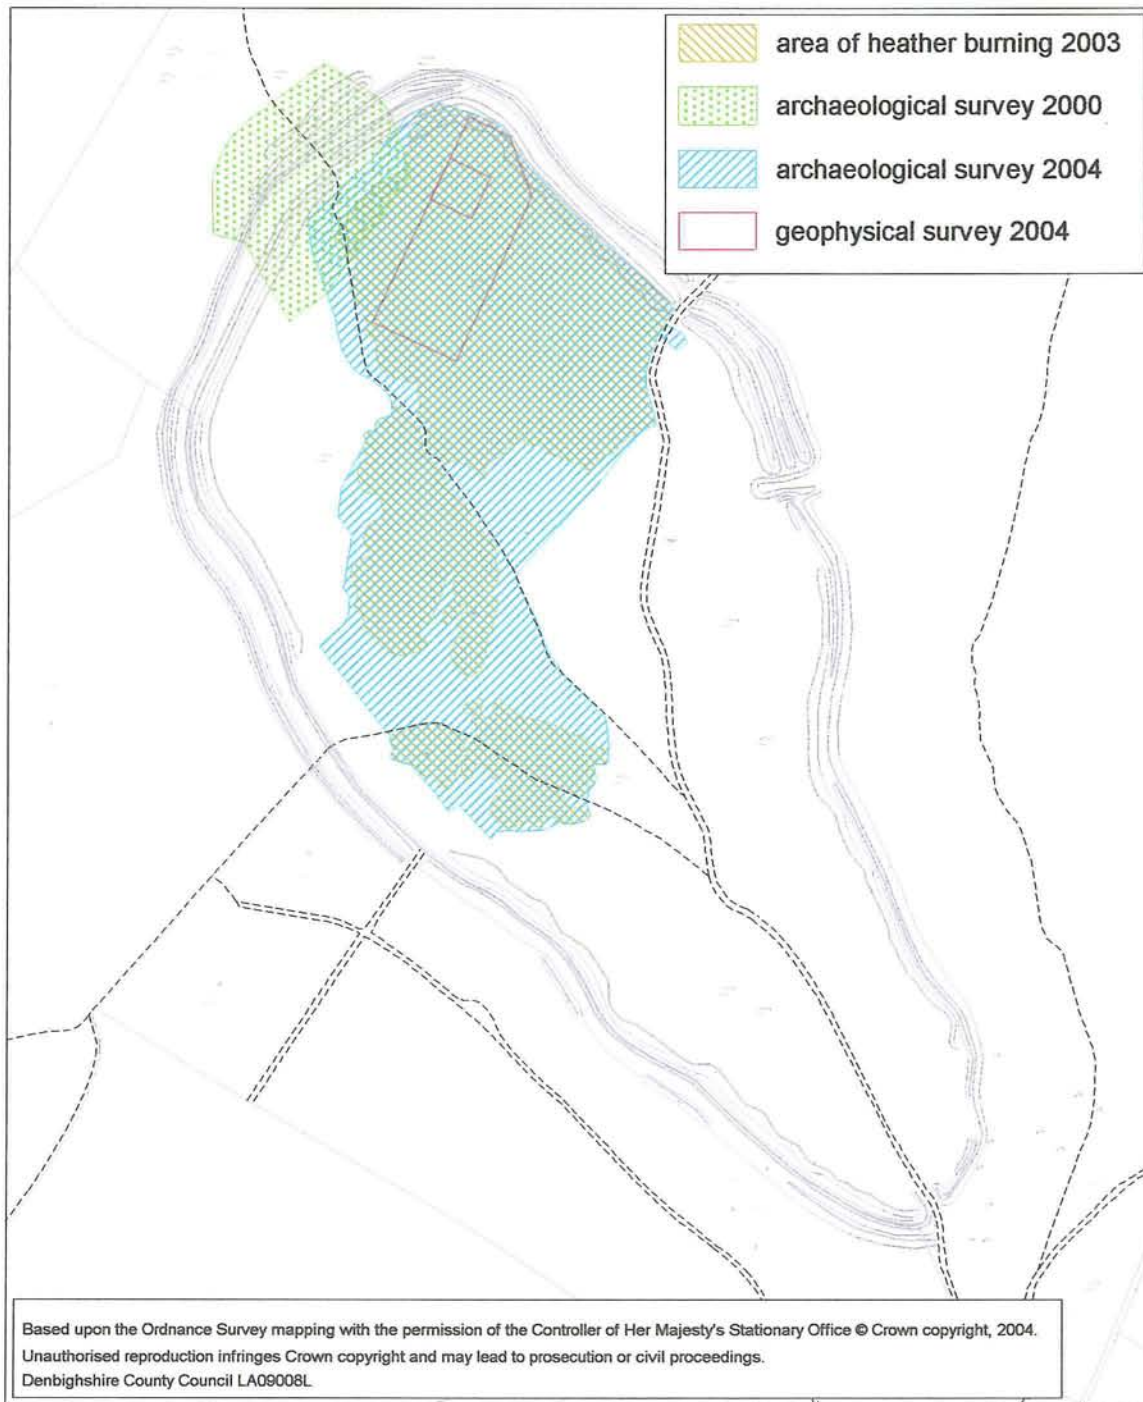 area of heather burning 2003
archaeological survey 2000
archaeological survey 2004
geophysical survey 2004
Based upon the Ordnance Survey mapping with the permission of the Controller of Her Majesty's Stationary Office © Crown copyright, 2004.
Unauthorised reproduction infringes Crown copyright and may lead to prosecution or civil proceedings.
Denbighshire County Council LA09008L